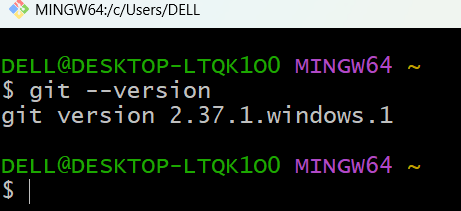 MINGW64:/c/Users/DELL
DELL@DESKTOP-LTQK1O0 MINGW64 ~
$ git --version
git version 2.37.1.windows.1
DELL@DESKTOP-LTQK1O0 MINGW64 ~
$